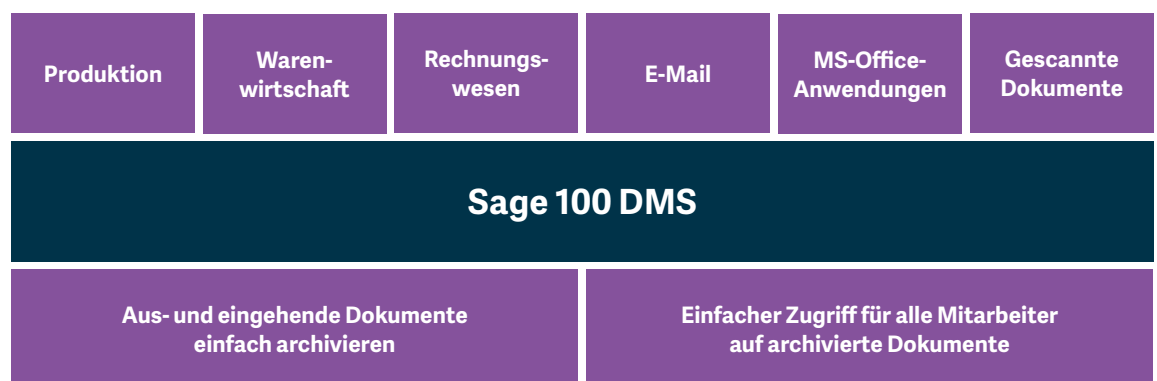 Produktion
Waren-
wirtschaft
Rechnungs-
wesen
E-Mail
MS-Office-
Anwendungen
Gescannte
Dokumente
Sage 100 DMS
Aus- und eingehende Dokumente
einfach archivieren
Einfacher Zugriff für alle Mitarbeiter
auf archivierte Dokumente